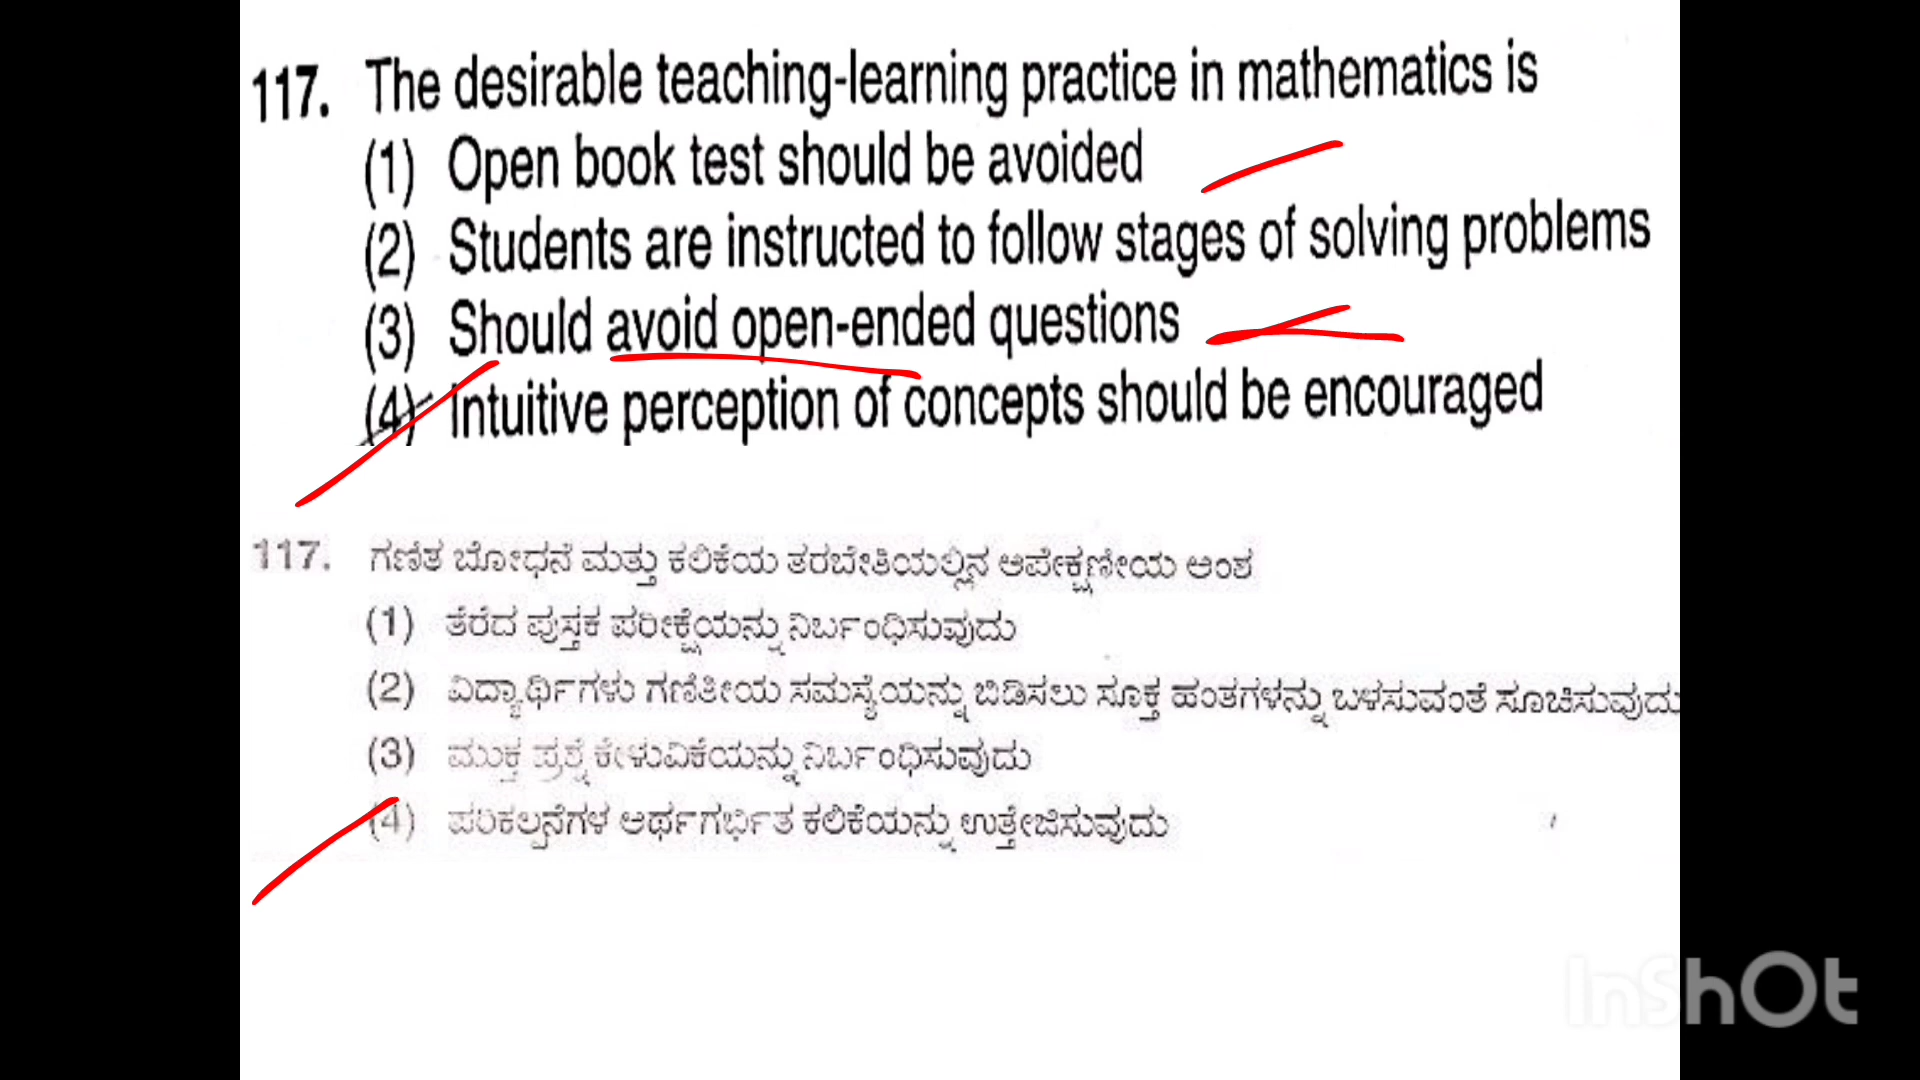 117. The desirable teaching-learning practice in mathematics is
(1) Open book test should be avoided
(2) Students are instructed to follow stages of solving problems
(3) Should avoid open-ended questions
(4) Intuitive perception of concepts should be encouraged
117. ಗಣಿತ ಬೋಧನೆ ಮತ್ತು ಕಲಿಕೆಯ ತರಬೇತಿಯಲ್ಲಿನ ಆಪೇಕ್ಷಣೀಯ ಅಂಶ
(1) ತೆರೆದ ಪುಸ್ತಕ ಪರೀಕ್ಷೆಯನ್ನು ನಿರ್ಬಂಧಿಸುವುದು
(2) ವಿದ್ಯಾರ್ಥಿಗಳು ಗಣಿತೀಯ ಸಮಸ್ಯೆಯನ್ನು ಬಿಡಿಸಲು ಸೂಕ್ತ ಹಂತಗಳನ್ನು ಬಳಸುವಂತೆ ಸೂಚಿಸುವುದು
(3) ಮುಕ್ತ ಪ್ರಶ್ನೆ ಕೇಳುವಿಕೆಯನ್ನು ನಿರ್ಬಂಧಿಸುವುದು
(4) ಪರಿಕಲ್ಪನೆಗಳ ಅರ್ಥಗರ್ಭಿತ ಕಲಿಕೆಯನ್ನು ಉತ್ತೇಜಿಸುವುದು
InShOt